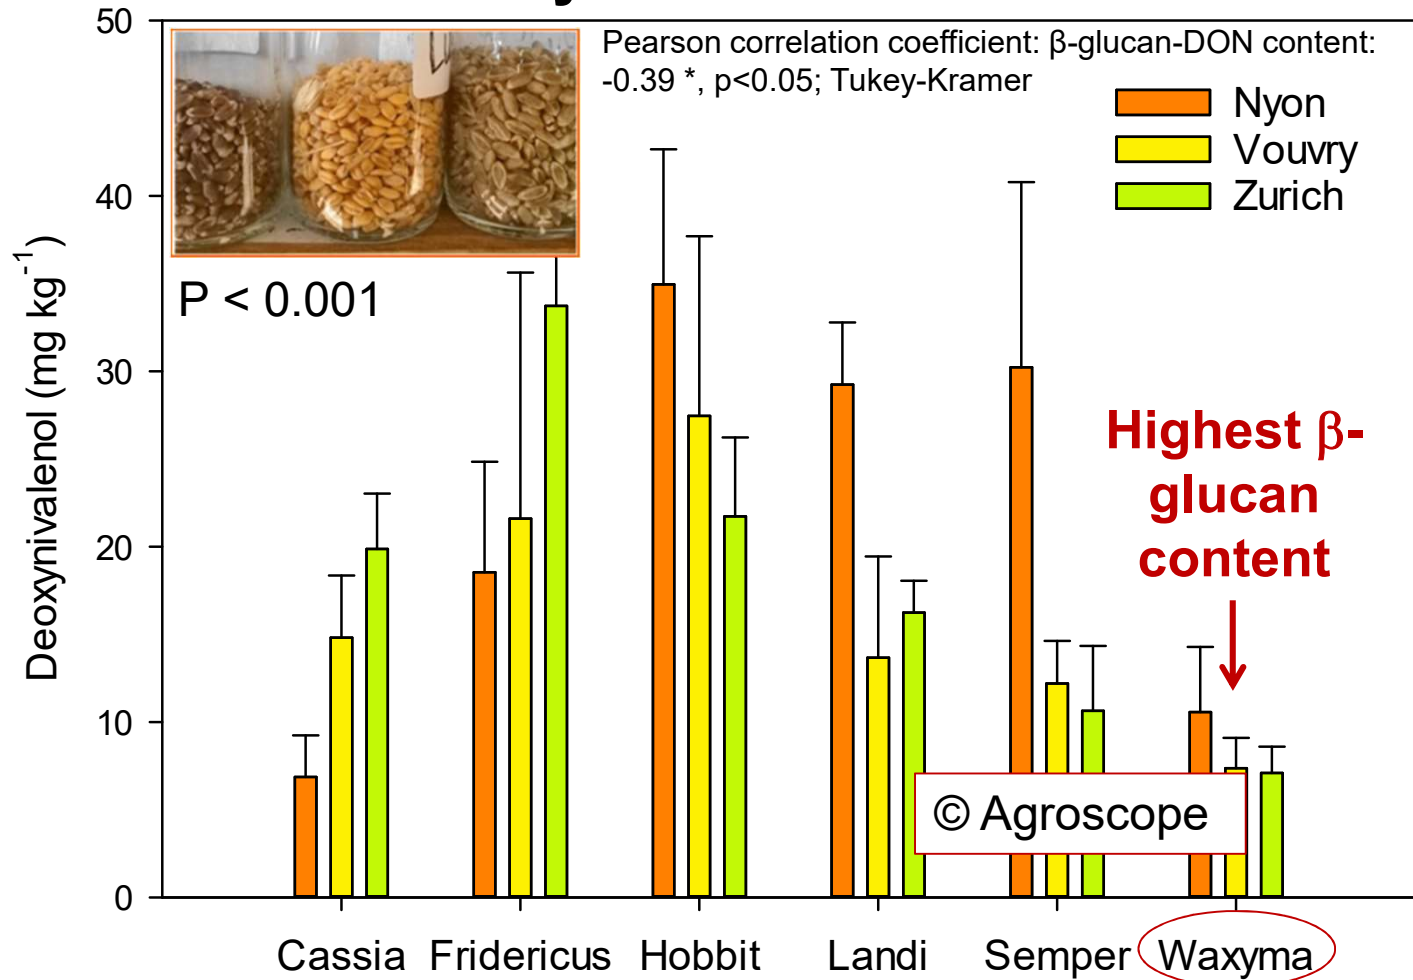 50
Pearson correlation coefficient: β-glucan-DON content:
-0.39 *, p<0.05; Tukey-Kramer
Nyon
Vouvry
Zurich
40
P < 0.001
30
20
10
0
Deoxynivalenol (mg kg⁻¹)
Highest β-
glucan
content
© Agroscope
Cassia Fridericus Hobbit Landi Semper Waxyma